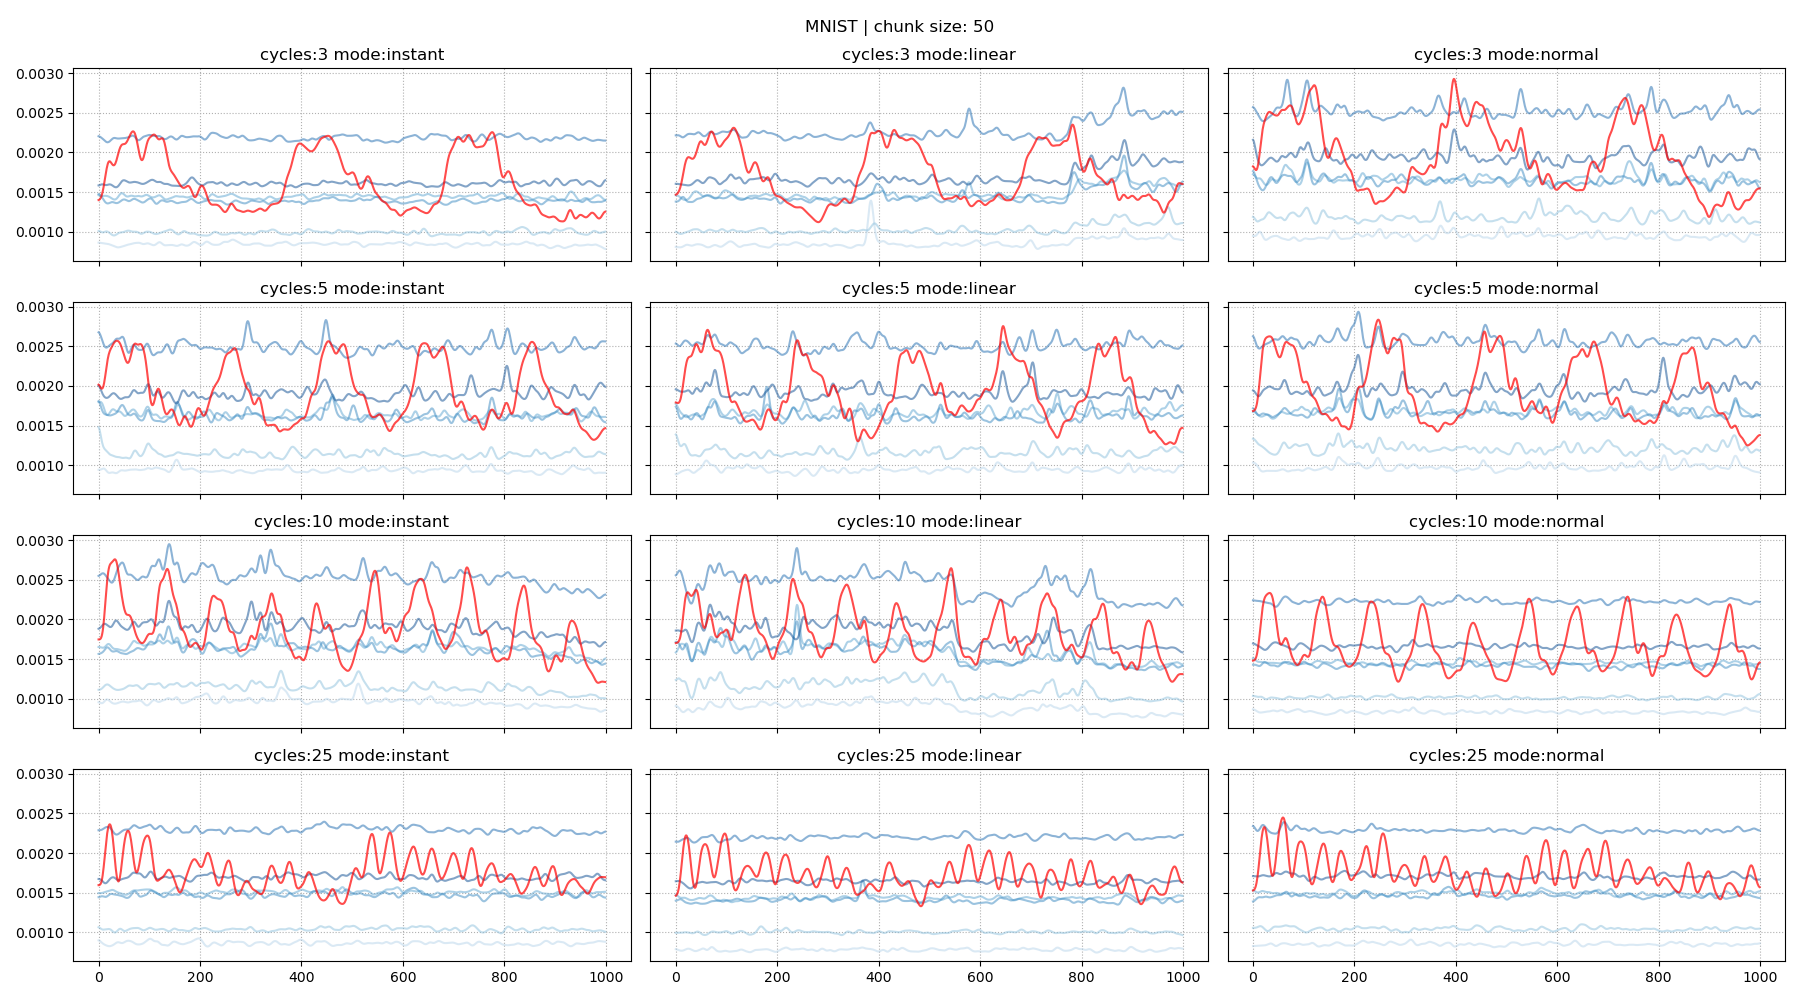 MNIST | chunk size: 50
cycles:3 mode:instant
cycles:3 mode:linear
cycles:3 mode:normal
0.0030
0.0025
0.0020
0.0015
0.0010
cycles:5 mode:instant
cycles:5 mode:linear
cycles:5 mode:normal
0.0030
0.0025
0.0020
0.0015
0.0010
cycles:10 mode:instant
cycles:10 mode:linear
cycles:10 mode:normal
0.0030
0.0025
0.0020
0.0015
0.0010
cycles:25 mode:instant
cycles:25 mode:linear
cycles:25 mode:normal
0.0030
0.0025
0.0020
0.0015
0.0010
0 200 400 600 800 1000
0 200 400 600 800 1000
0 200 400 600 800 1000